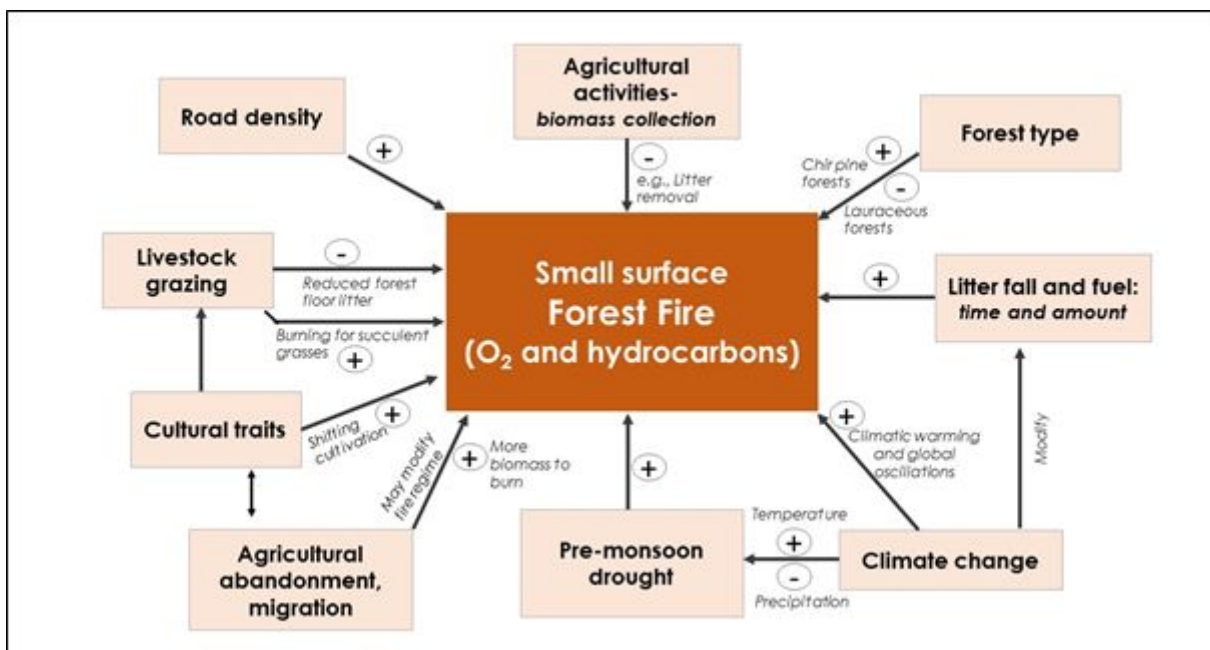 Agricultural
activities-
biomass collection
Road density
Forest type
+
-
e.g., Litter
removal
+
Chir pine
forests
-
Lauraceous
forests
Livestock
grazing
-
Reduced forest
floor litter
Burning for succulent
grasses
+
Small surface
Forest Fire
(O₂ and hydrocarbons)
+
Litter fall and fuel:
time and amount
Cultural traits
Shifting
cultivation
+
May modify
fire regime
+
More
biomass to
burn
+
+
Climatic warming
and global
oscillations
Modify
Agricultural
abandonment,
migration
Pre-monsoon
drought
Temperature
+
-
Precipitation
Climate change